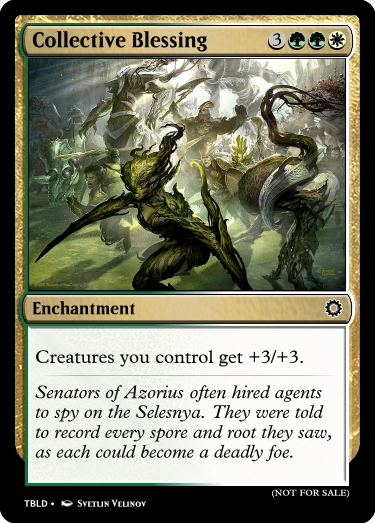 Collective Blessing 3
Enchantment
Creatures you control get +3/+3.
Senators of Azorius often hired agents
to spy on the Selesnya. They were told
to record every spore and root they saw,
as each could become a deadly foe.
(NOT FOR SALE)
TBLD • Svetlin Velinov